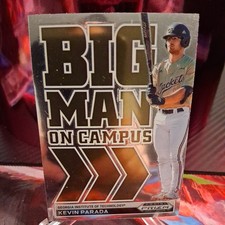 BIG
MAN
ON CAMPUS
GEORGIA INSTITUTE OF TECHNOLOGY
KEVIN PARADA
PRIZM